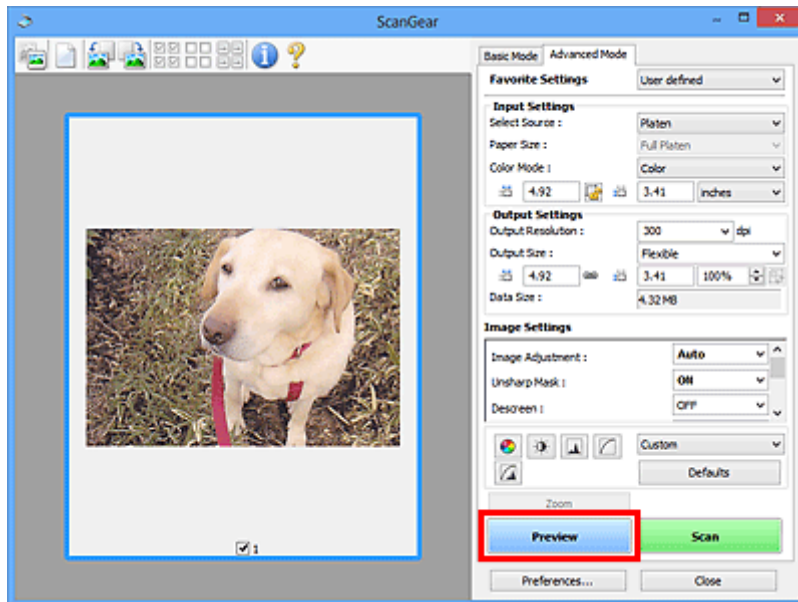 ScanGear
Basic Mode Advanced Mode
Favorite Settings User defined
Input Settings
Select Source : Platen
Paper Size : Full Platen
Color Mode : Color
4.92 3.41 inches
Output Settings
Output Resolution : 300 dpi
Output Size : Flexible
4.92 3.41 100%
Data Size : 4.32 MB
Image Settings
Image Adjustment : Auto
Unsharp Mask : ON
Descreen : OFF
Custom
Defaults
Zoom
Preview Scan
1
Preferences... Close